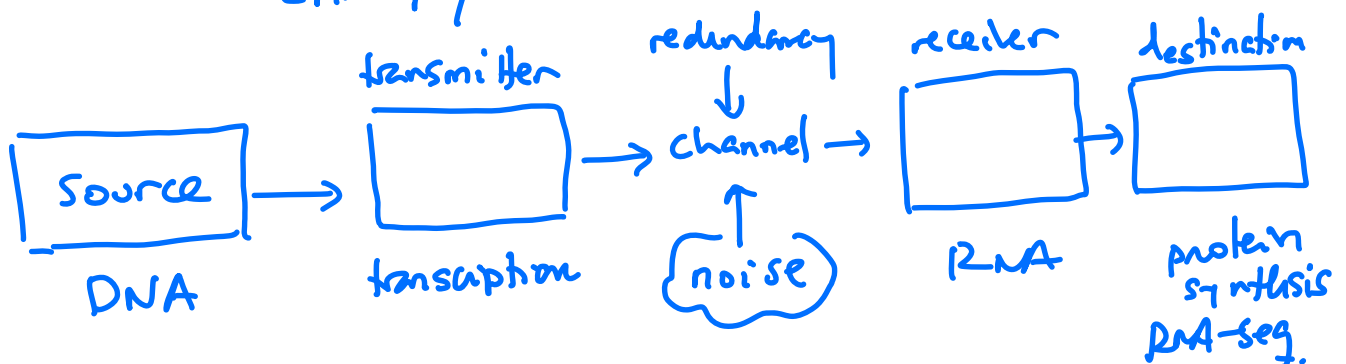 redundancy
receiver
destination
transmitter
channel
source
noise
DNA
transcription
RNA
protein
synthesis
RNA-seq